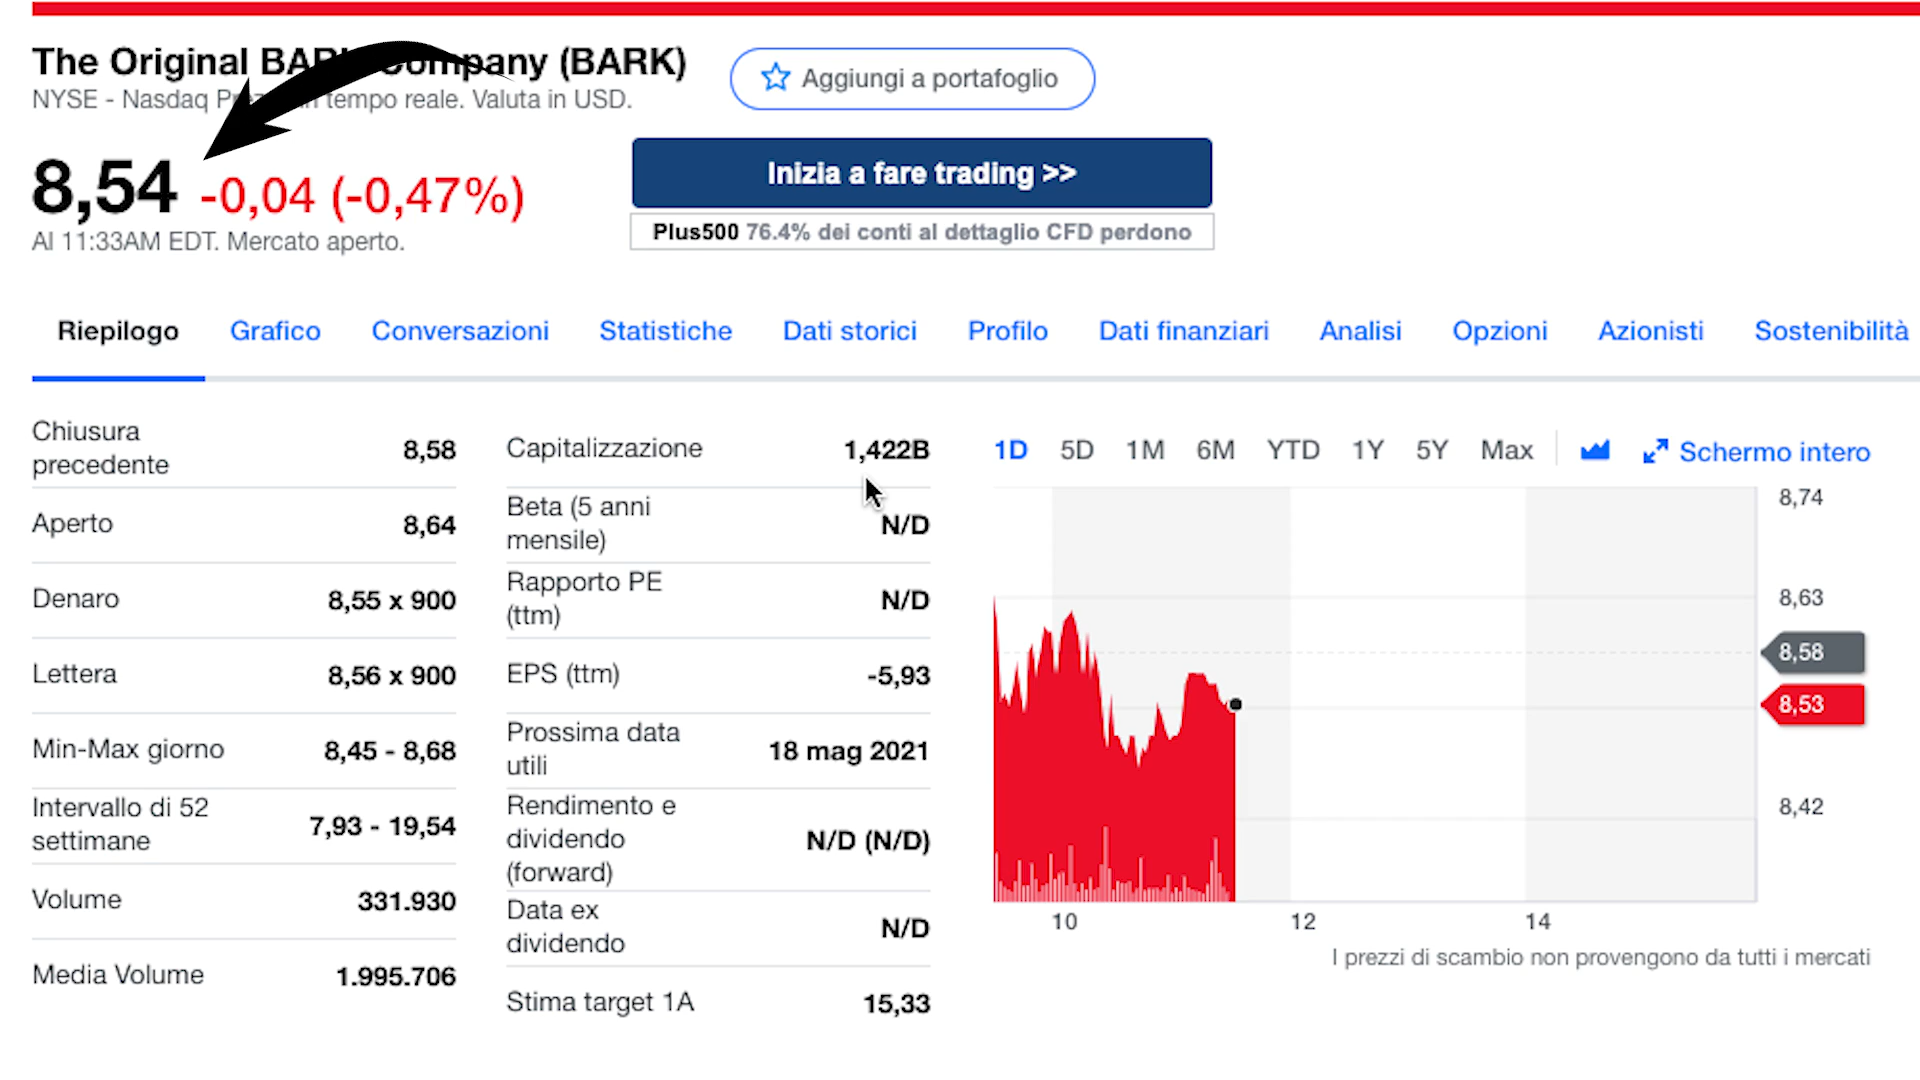 The Original Company (BARK)
NYSE - Nasdaq tempo reale. Valuta in USD.
Aggiungi a portafoglio
8,54 -0,04 (-0,47%)
Al 11:33AM EDT. Mercato aperto.
Inizia a fare trading >>
Plus500 76.4% dei conti al dettaglio CFD perdono
Riepilogo Grafico Conversazioni Statistiche Dati storici Profilo Dati finanziari Analisi Opzioni Azionisti Sostenibilità
Chiusura
precedente 8,58
Aperto 8,64
Denaro 8,55 x 900
Lettera 8,56 x 900
Min-Max giorno 8,45 - 8,68
Intervallo di 52
settimane 7,93 - 19,54
Volume 331.930
Media Volume 1.995.706
Capitalizzazione 1,422B
Beta (5 anni
mensile) N/D
Rapporto PE
(ttm) N/D
EPS (ttm) -5,93
Prossima data
utili 18 mag 2021
Rendimento e
dividendo
(forward) N/D (N/D)
Data ex
dividendo N/D
Stima target 1A 15,33
1D 5D 1M 6M YTD 1Y 5Y Max Schermo intero
8,74
8,63
8,58
8,53
8,42
10 12 14
I prezzi di scambio non provengono da tutti i mercati